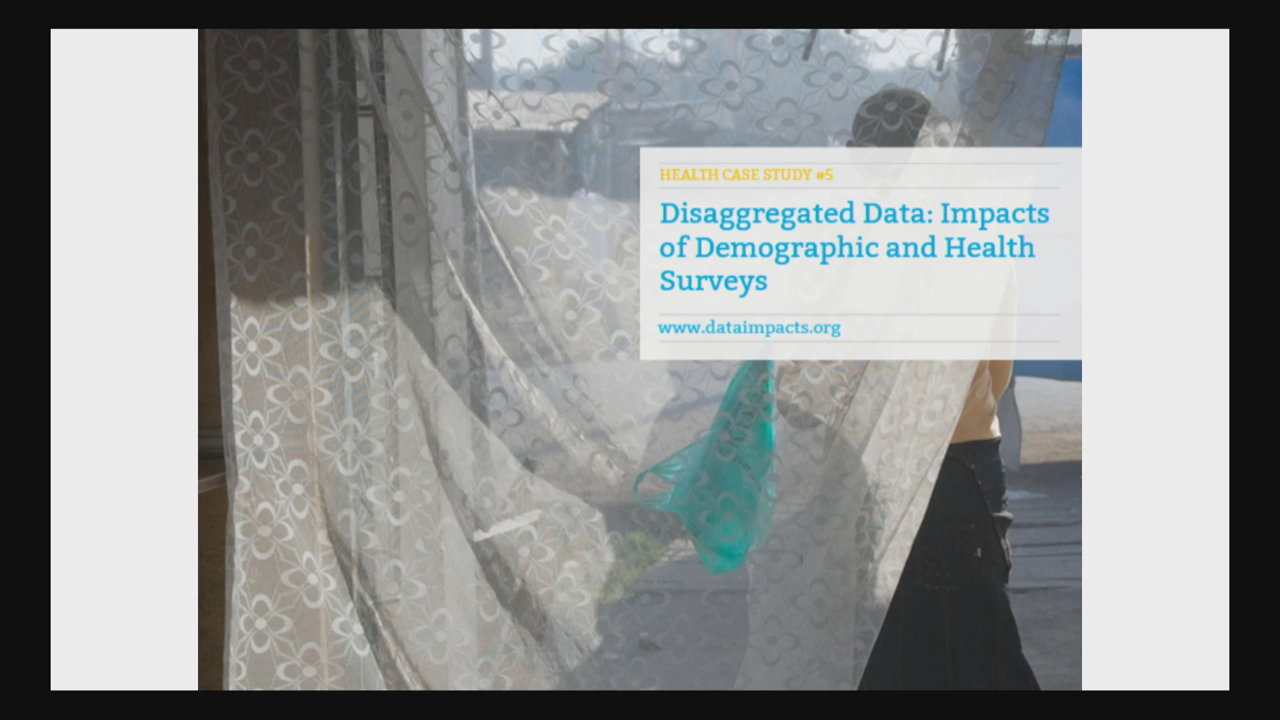 HEALTH CASE STUDY #5
Disaggregated Data: Impacts
of Demographic and Health
Surveys
www.dataimpacts.org